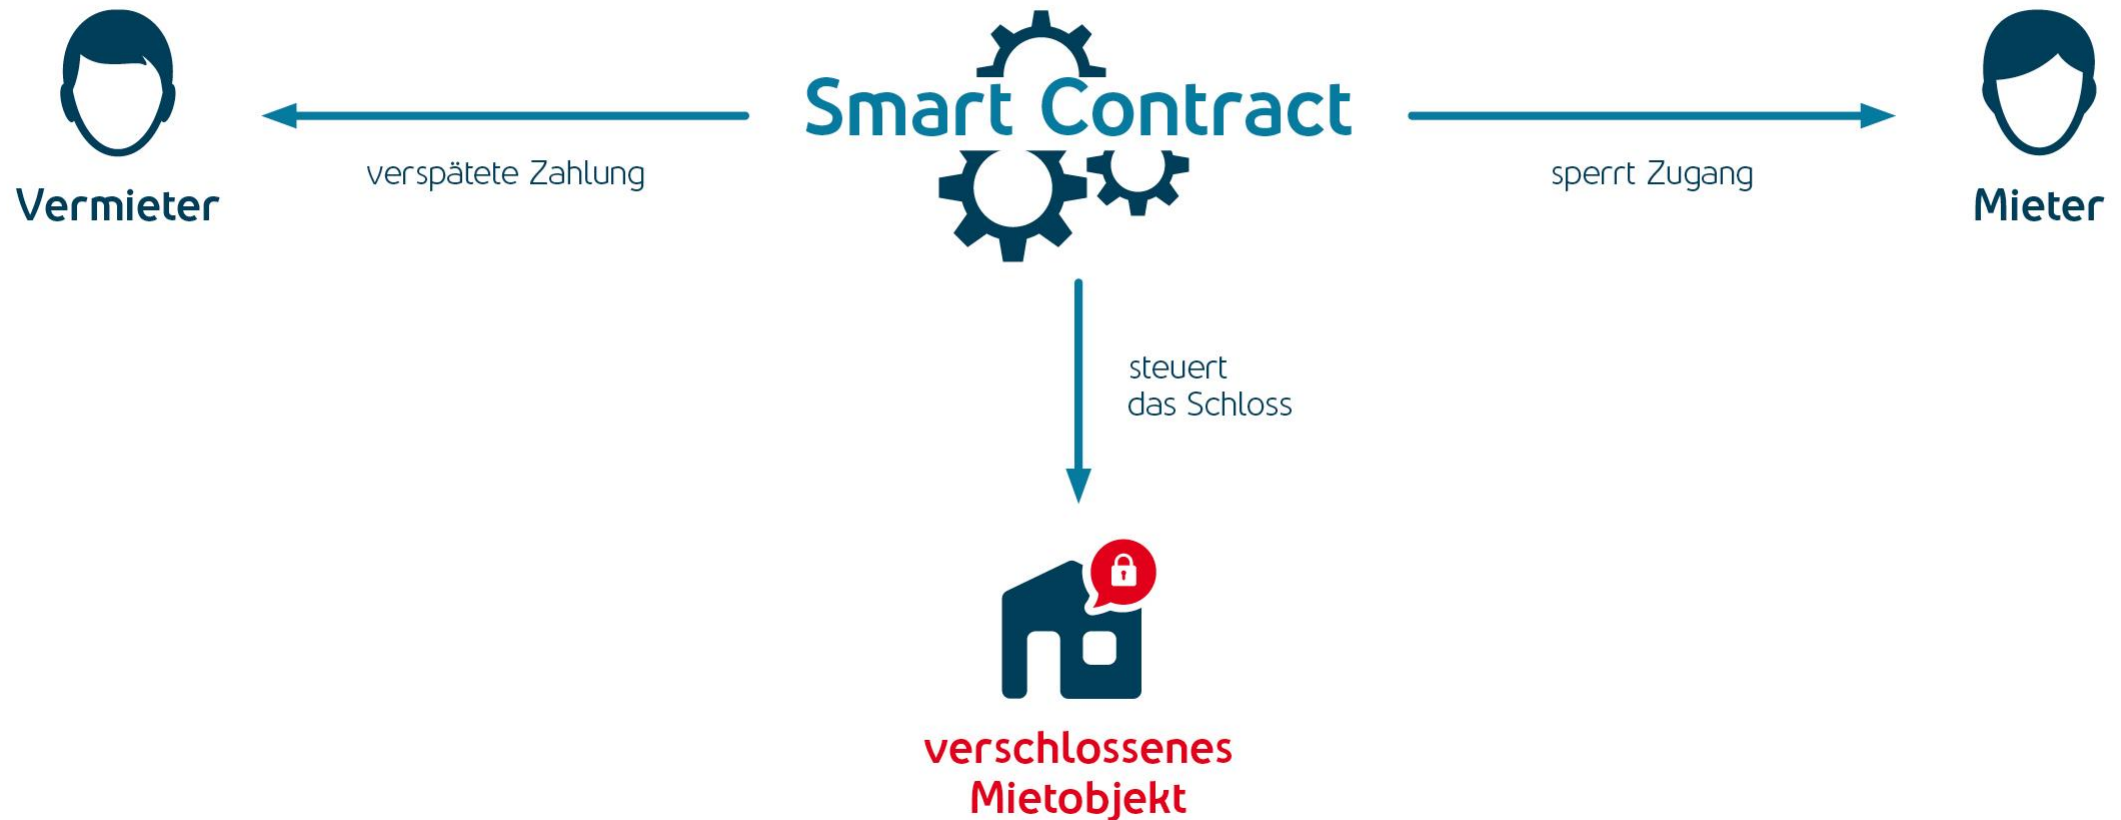 Smart Contract
verspätete Zahlung
sperrt Zugang
Vermieter
Mieter
steuert
das Schloss
verschlossenes
Mietobjekt